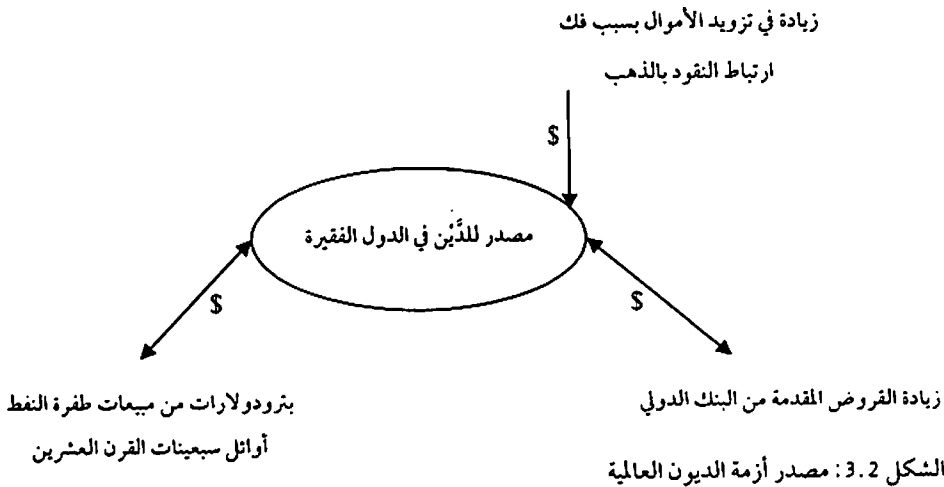 زيادة في تزويد الأموال بسبب فك
ارتباط النقود بالذهب
$
مصدر للدَّيْن في الدول الفقيرة
$
$
زيادة القروض المقدمة من البنك الدولي
بترودولارات من مبيعات طفرة النفط
أوائل سبعينات القرن العشرين
الشكل 3.2: مصدر أزمة الديون العالمية